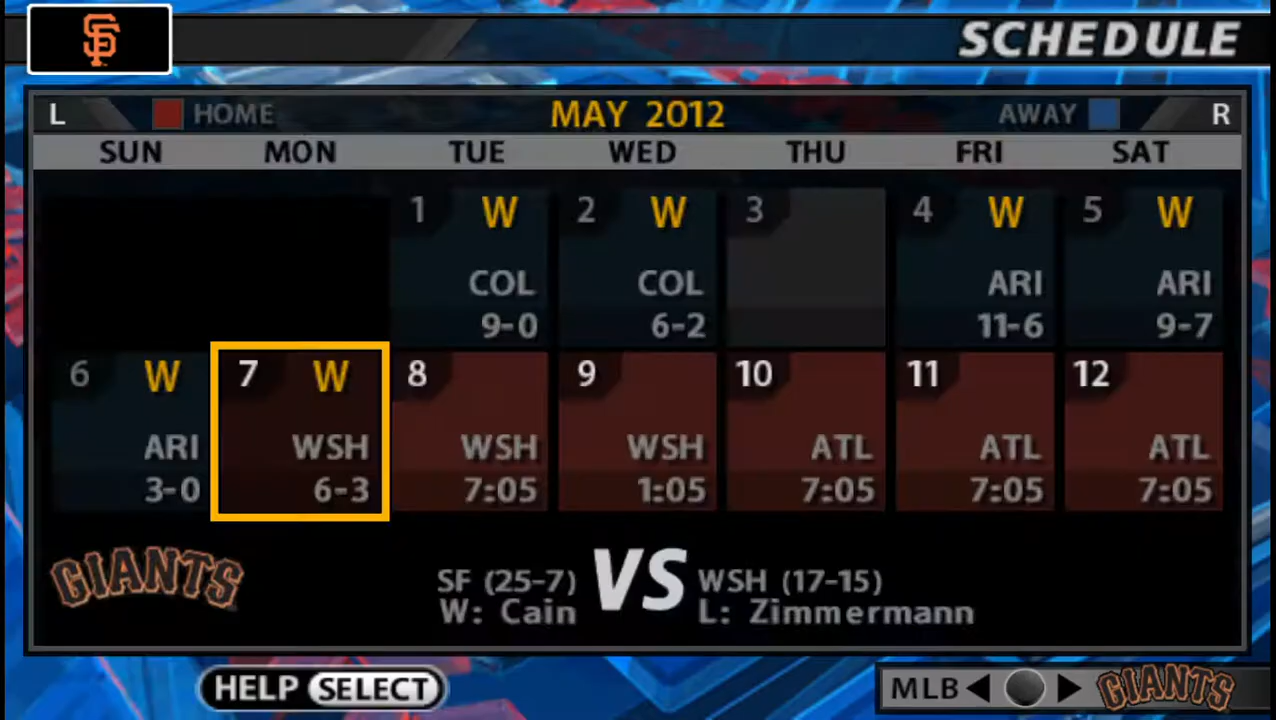 SF
SCHEDULE
L HOME MAY 2012 AWAY R
SUN MON TUE WED THU FRI SAT
1 W 2 W 3 4 W 5 W
COL COL ARI ARI
9-0 6-2 11-6 9-7
6 W 7 W 8 9 10 11 12
ARI WSH WSH WSH ATL ATL ATL
3-0 6-3 7:05 1:05 7:05 7:05 7:05
GIANTS SF (25-7) VS WSH (17-15)
W: Cain L: Zimmermann
HELP SELECT MLB GIANTS